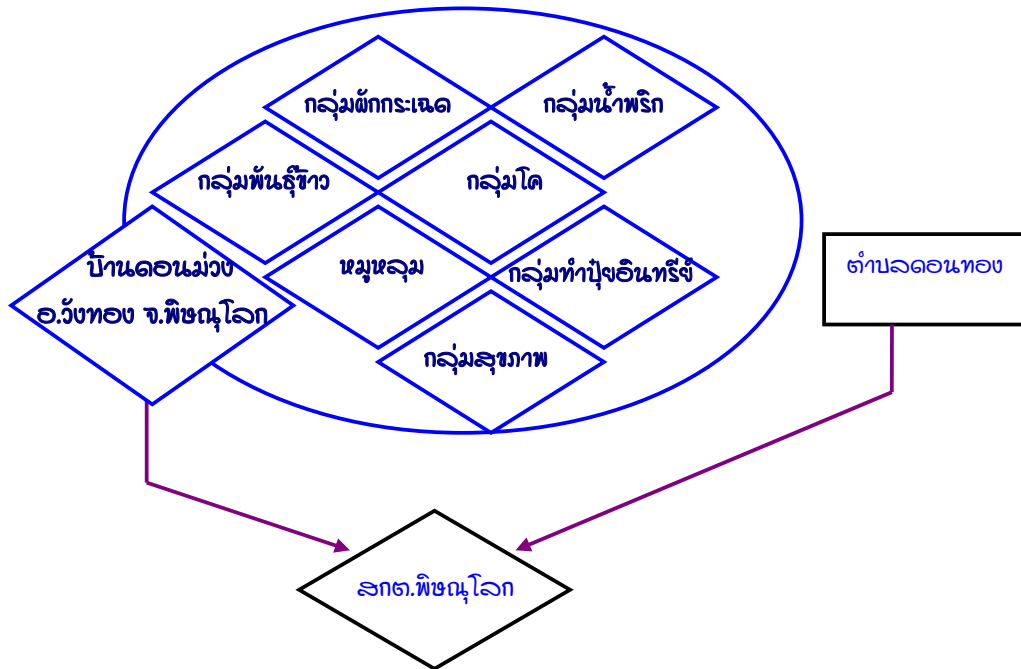 กลุ่มผักกระเฉด
กลุ่มน้ำพริก
กลุ่มพันธุ์ข้าว
กลุ่มโค
บ้านดอนม่วง
อ.วังทอง จ.พิษณุโลก
หมูหลุม
กลุ่มทำปุ๋ยอินทรีย์
ตำบลดอนทอง
กลุ่มสุขภาพ
สกต.พิษณุโลก